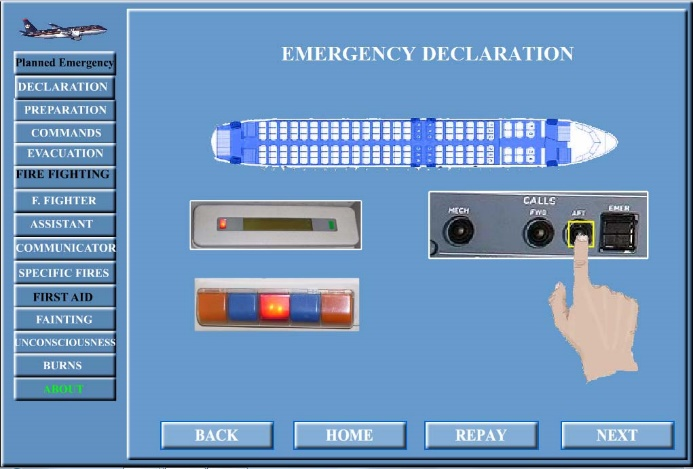 EMERGENCY DECLARATION
Planned Emergency
DECLARATION
PREPARATION
COMMANDS
EVACUATION
FIRE FIGHTING
F. FIGHTER
ASSISTANT
COMMUNICATOR
SPECIFIC FIRES
FIRST AID
FAINTING
UNCONSCIOUSNESS
BURNS
ABOUT
CALLS
MECH FWD AFT EMER
BACK HOME REPAY NEXT